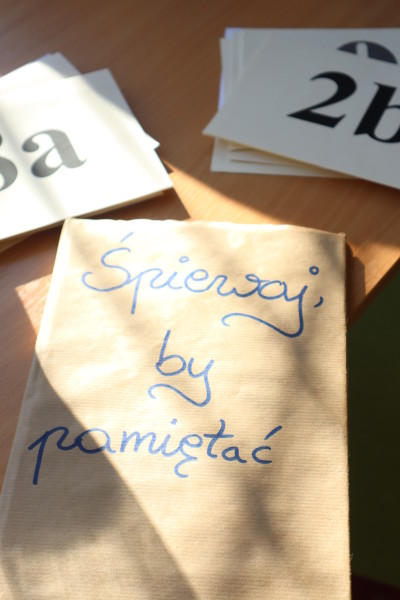 3a
2b
Śpiewaj,
by
pamiętać